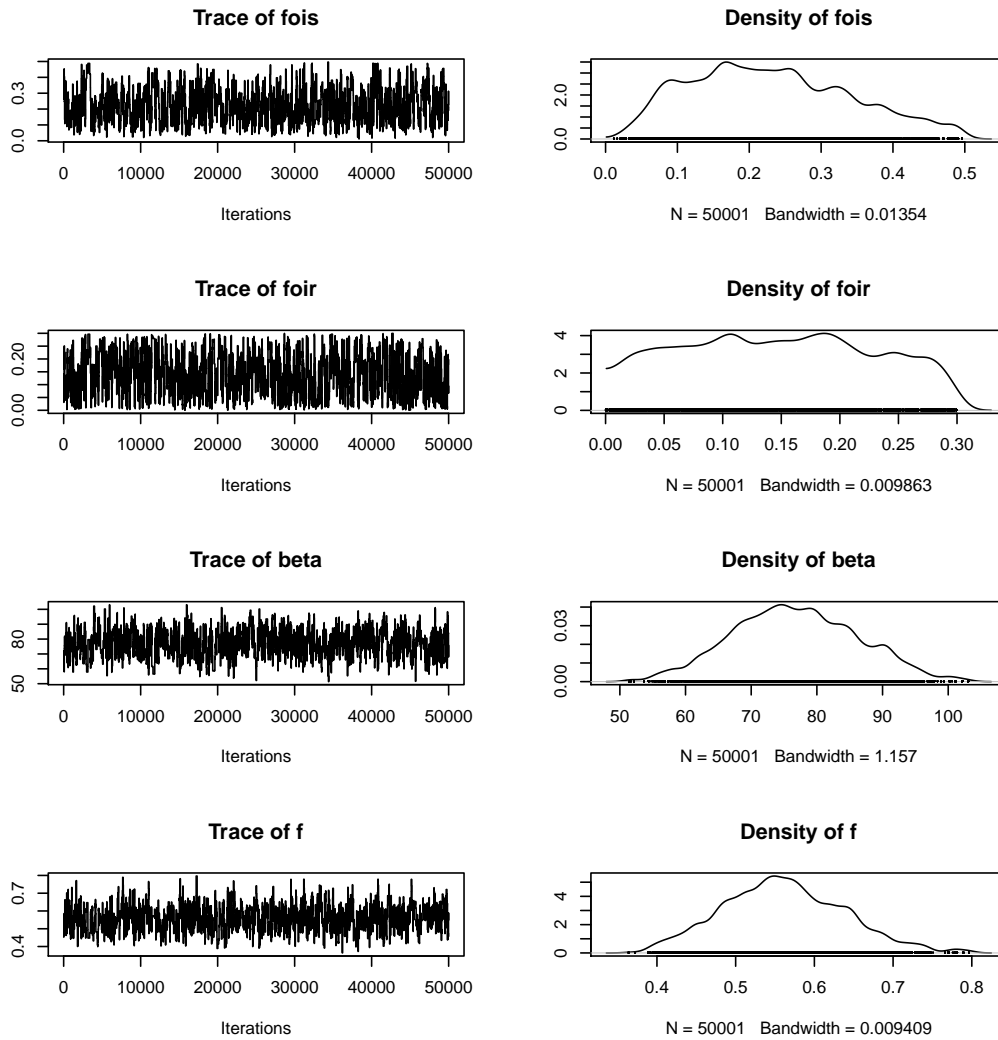 Trace of fois
0.0 0.3
0 10000 20000 30000 40000 50000
Iterations
Density of fois
0.0 2.0
0.0 0.1 0.2 0.3 0.4 0.5
N = 50001 Bandwidth = 0.01354
Trace of foir
0.00 0.20
0 10000 20000 30000 40000 50000
Iterations
Density of foir
0 2 4
0.00 0.05 0.10 0.15 0.20 0.25 0.30
N = 50001 Bandwidth = 0.009863
Trace of beta
50 80
0 10000 20000 30000 40000 50000
Iterations
Density of beta
0.00 0.03
50 60 70 80 90 100
N = 50001 Bandwidth = 1.157
Trace of f
0.4 0.7
0 10000 20000 30000 40000 50000
Iterations
Density of f
0 2 4
0.4 0.5 0.6 0.7 0.8
N = 50001 Bandwidth = 0.009409